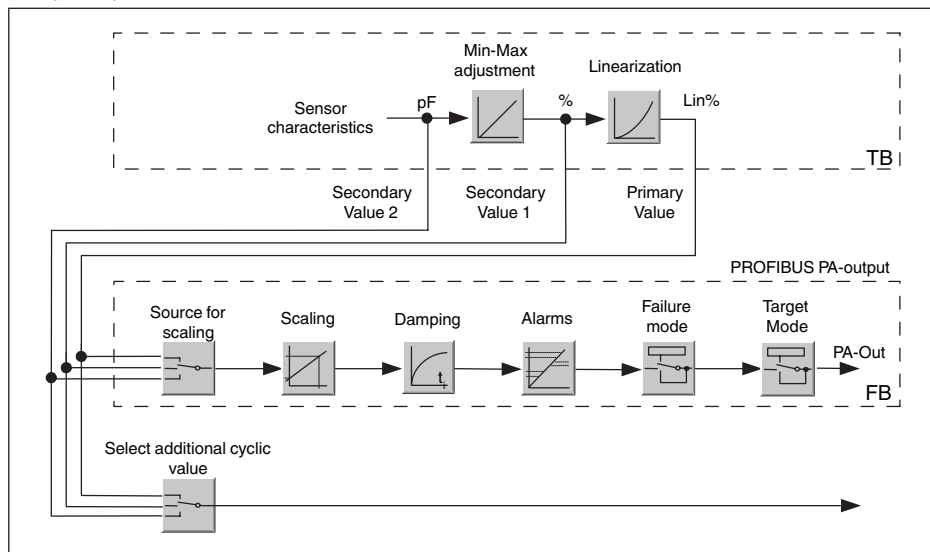 Min-Max
adjustment
Linearization
Sensor
characteristics
pF
%
Lin%
TB
Secondary
Value 2
Secondary
Value 1
Primary
Value
PROFIBUS PA-output
Source for
scaling
Scaling
Damping
Alarms
Failure
mode
Target
Mode
t
PA-Out
FB
Select additional cyclic
value